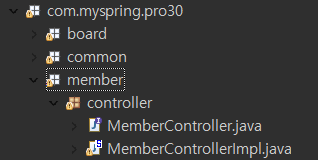 com.myspring.pro30
board
common
member
controller
MemberController.java
MemberControllerImpl.java